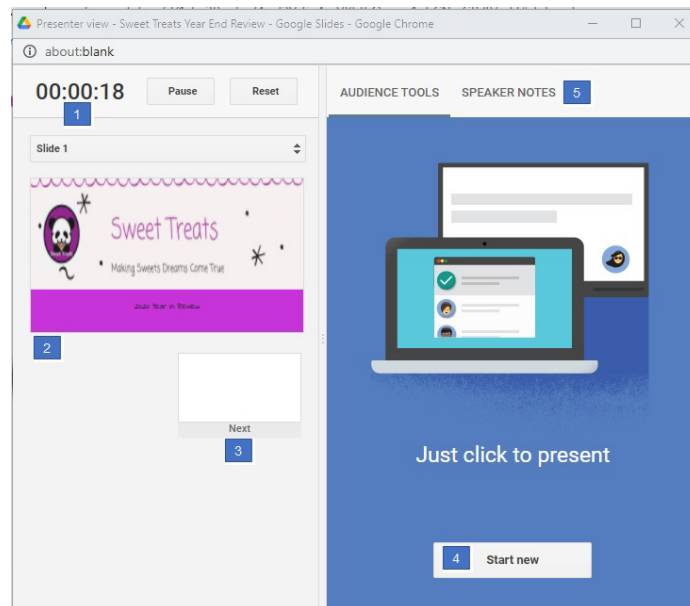 Presenter view - Sweet Treats Year End Review - Google Slides - Google Chrome
about:blank
00:00:18 Pause Reset
1
Slide 1
Sweet Treats
Making Sweets Dreams Come True
2020 Year in Review
2
Next
3
AUDIENCE TOOLS SPEAKER NOTES 5
Just click to present
4 Start new